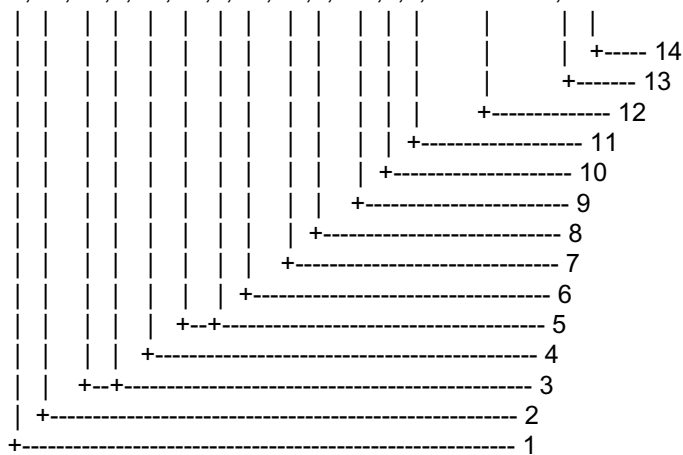 |  |   |  |  |  |  |  |   |  |   |  |  |      |       |  |
|  |   |  |  |  |  |  |   |  |   |  |  |      |       |  +----- 14
|  |   |  |  |  |  |  |   |  |   |  |  |      |       +------- 13
|  |   |  |  |  |  |  |   |  |   |  |  |      +-------------- 12
|  |   |  |  |  |  |  |   |  |   |  |  +------------------- 11
|  |   |  |  |  |  |  |   |  |   |  +---------------------- 10
|  |   |  |  |  |  |  |   |  |   +------------------------- 9
|  |   |  |  |  |  |  |   |  +----------------------------- 8
|  |   |  |  |  |  |  |   +-------------------------------- 7
|  |   |  |  |  |  |  +----------------------------------- 6
|  |   |  |  |  +--+--------------------------------------- 5
|  |   |  |  +--------------------------------------------- 4
|  |   +--+------------------------------------------------- 3
|  +-------------------------------------------------------- 2
+----------------------------------------------------------- 1